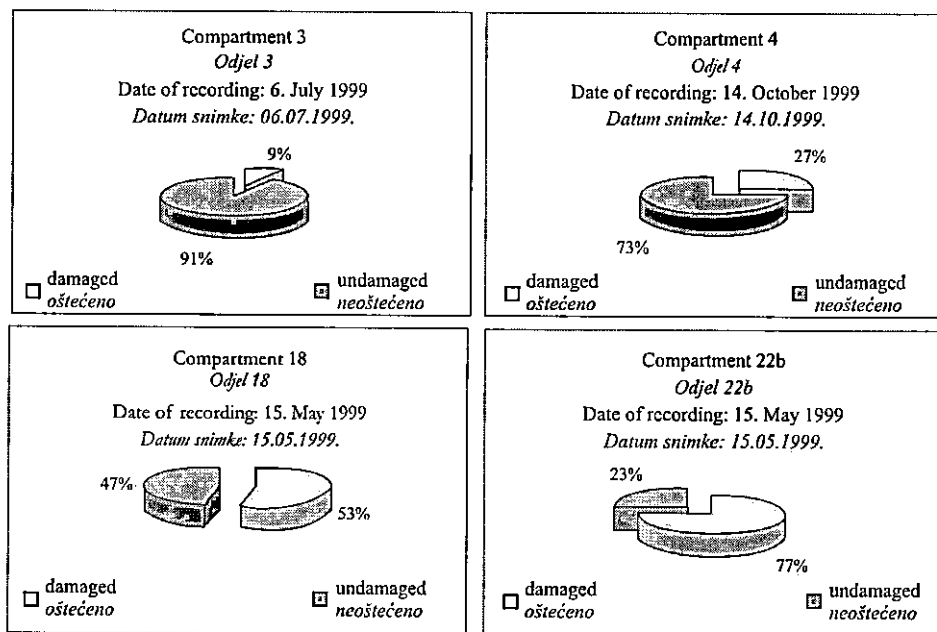 Compartment 3
Odjel 3
Date of recording: 6. July 1999
Datum snimke: 06.07.1999.
9%
91%
damaged
oštećeno
undamaged
neoštećeno
Compartment 4
Odjel 4
Date of recording: 14. October 1999
Datum snimke: 14.10.1999.
27%
73%
damaged
oštećeno
undamaged
neoštećeno
Compartment 18
Odjel 18
Date of recording: 15. May 1999
Datum snimke: 15.05.1999.
47%
53%
damaged
oštećeno
undamaged
neoštećeno
Compartment 22b
Odjel 22b
Date of recording: 15. May 1999
Datum snimke: 15.05.1999.
23%
77%
damaged
oštećeno
undamaged
neoštećeno